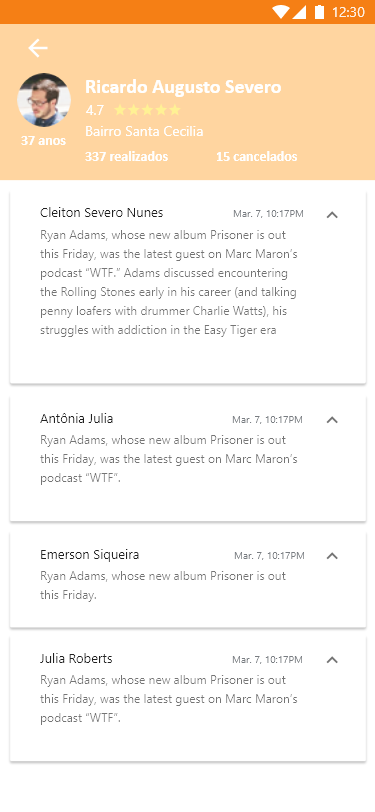 12:30
Ricardo Augusto Severo
4,7
Bairro Santa Cecilia
37 anos
337 realizados 15 cancelados
Cleiton Severo Nunes Mar. 7, 10:17PM
Ryan Adams, whose new album Prisoner is out
this Friday, was the latest guest on Marc Maron’s
podcast “WTF.” Adams discussed encountering
the Rolling Stones early in his career (and talking
penny loafers with drummer Charlie Watts), his
struggles with addiction in the Easy Tiger era
Antônia Julia Mar. 7, 10:17PM
Ryan Adams, whose new album Prisoner is out
this Friday, was the latest guest on Marc Maron’s
podcast “WTF”.
Emerson Siqueira Mar. 7, 10:17PM
Ryan Adams, whose new album Prisoner is out
this Friday.
Julia Roberts Mar. 7, 10:17PM
Ryan Adams, whose new album Prisoner is out
this Friday, was the latest guest on Marc Maron’s
podcast “WTF”.